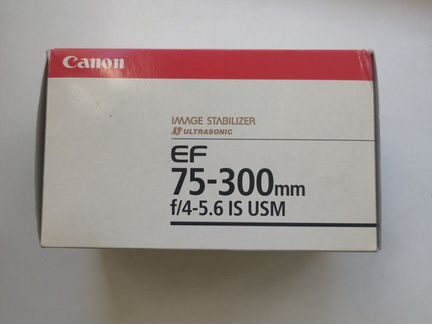 Canon
IMAGE STABILIZER
ULTRASONIC
EF
75-300mm
f/4-5.6 IS USM